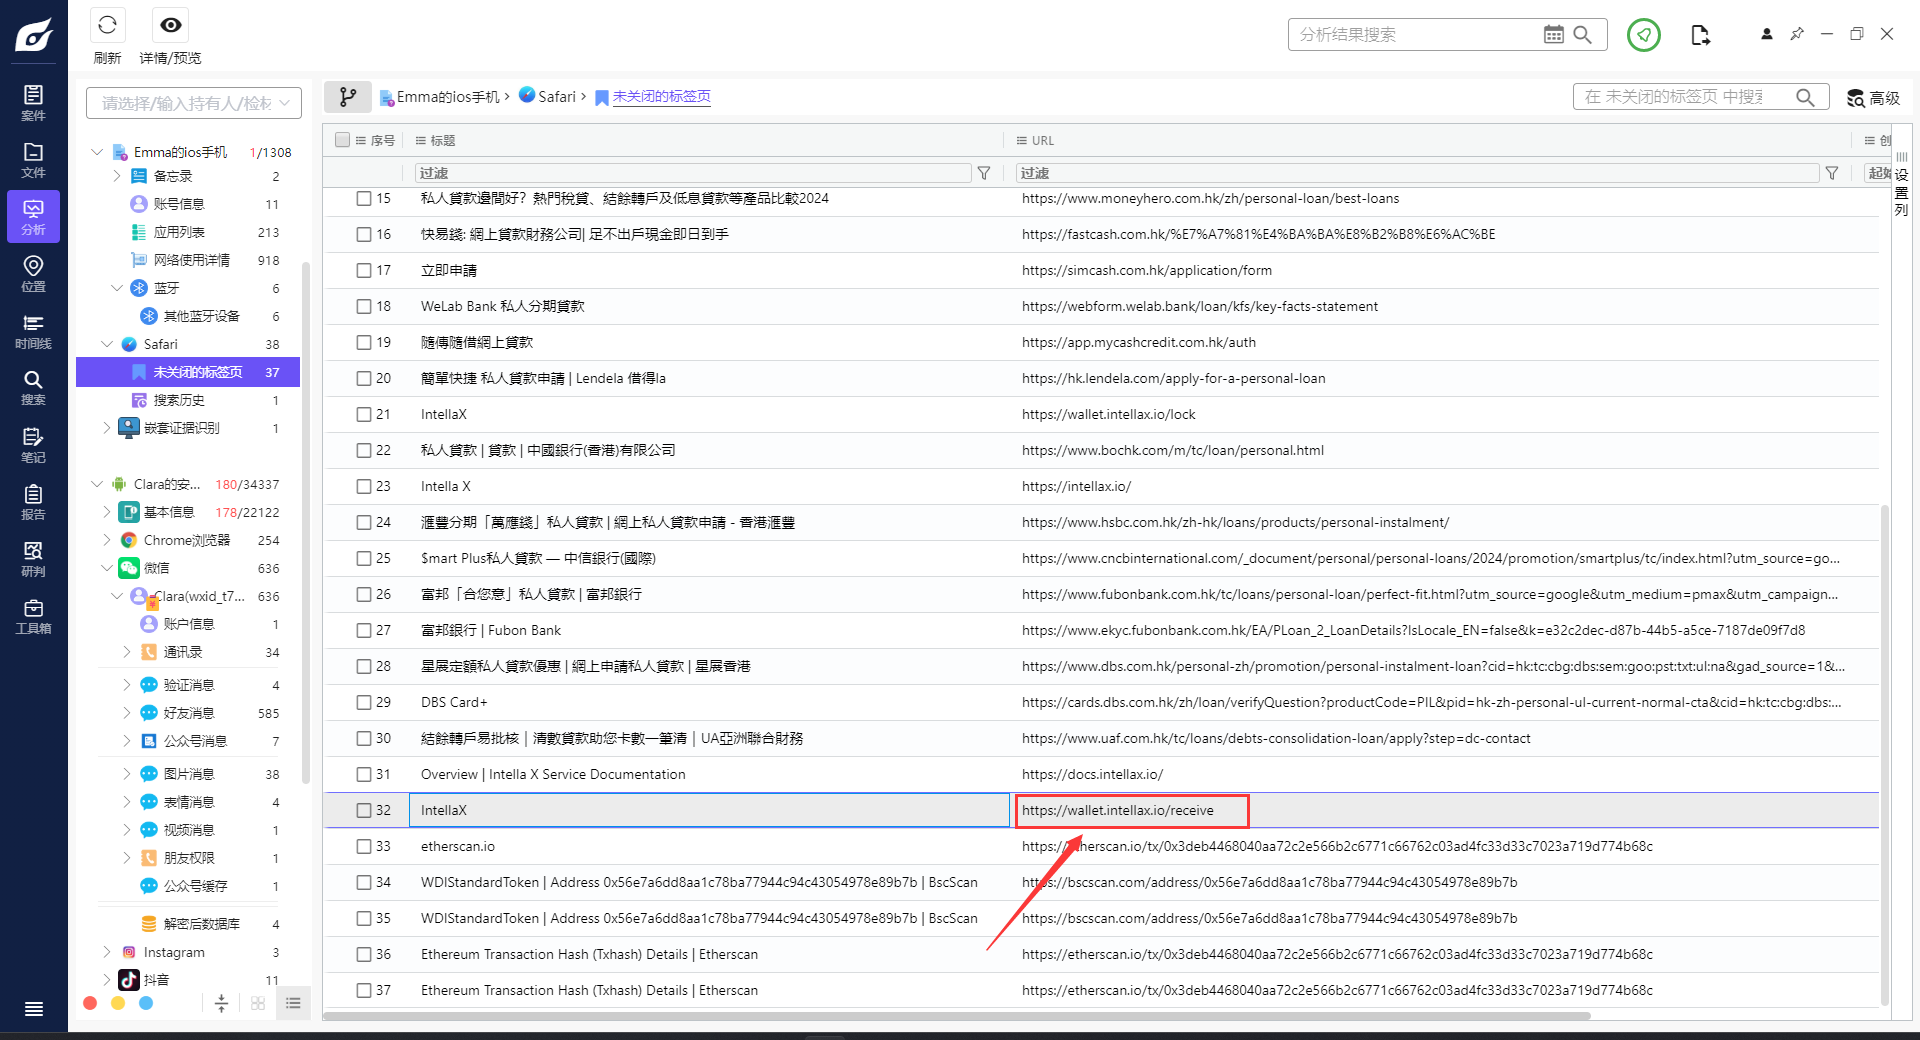 刷新
详情/预览
分析结果搜索
案件
文件
分析
位置
时间线
搜索
笔记
报告
研判
工具箱
请选择/输入持有人/检材
Emma的ios手机 1/1308
备忘录 2
账号信息 11
应用列表 213
网络使用详情 918
蓝牙 6
其他蓝牙设备 6
Safari 38
未关闭的标签页 37
搜索历史 1
嵌套证据识别 1
Clara的安... 180/34337
基本信息 178/22122
Chrome浏览器 254
微信 636
Clara(wxid_t7... 636
账户信息 1
通讯录 34
验证消息 4
好友消息 585
公众号消息 7
图片消息 38
表情消息 4
视频消息 1
朋友权限 1
公众号缓存 1
解密后数据库 4
Instagram 3
抖音 11
Emma的ios手机 > Safari > 未关闭的标签页
在 未关闭的标签页 中搜索
高级
序号 标题 URL 创
过滤 过滤 起始
设置列
15 私人貸款邊間好？熱門稅貸、結餘轉戶及低息貸款等產品比較2024 https://www.moneyhero.com.hk/zh/personal-loan/best-loans
16 快易錢: 網上貸款財務公司| 足不出戶現金即日到手 https://fastcash.com.hk/%E7%A7%81%E4%BA%BA%E8%B2%B8%E6%AC%BE
17 立即申請 https://simcash.com.hk/application/form
18 WeLab Bank 私人分期貸款 https://webform.welab.bank/loan/kfs/key-facts-statement
19 隨傳隨借網上貸款 https://app.mycashcredit.com.hk/auth
20 簡單快捷 私人貸款申請 | Lendela 借得la https://hk.lendela.com/apply-for-a-personal-loan
21 IntellaX https://wallet.intellax.io/lock
22 私人貸款 | 貸款 | 中國銀行(香港)有限公司 https://www.bochk.com/m/tc/loan/personal.html
23 Intella X https://intellax.io/
24 滙豐分期「萬應錢」私人貸款 | 網上私人貸款申請 - 香港滙豐 https://www.hsbc.com.hk/zh-hk/loans/products/personal-instalment/
25 $mart Plus私人貸款 — 中信銀行(國際) https://www.cncbinternational.com/_document/personal/personal-loans/2024/promotion/smartplus/tc/index.html?utm_source=go...
26 富邦「合您意」私人貸款 | 富邦銀行 https://www.fubonbank.com.hk/tc/loans/personal-loan/perfect-fit.html?utm_source=google&utm_medium=pmax&utm_campaign...
27 富邦銀行 | Fubon Bank https://www.ekyc.fubonbank.com.hk/EA/PLoan_2_LoanDetails?IsLocale_EN=false&k=e32c2dec-d87b-44b5-a5ce-7187de09f7d8
28 星展定額私人貸款優惠 | 網上申請私人貸款 | 星展香港 https://www.dbs.com.hk/personal-zh/promotion/personal-instalment-loan?cid=hk:tc:cbg:dbs:sem:goo:pst:txt:ul:na&gad_source=1&...
29 DBS Card+ https://cards.dbs.com.hk/zh/loan/verifyQuestion?productCode=PIL&pid=hk-zh-personal-ul-current-normal-cta&cid=hk:tc:cbg:dbs:...
30 結餘轉戶易批核｜清數貸款助您卡數一筆清｜UA亞洲聯合財務 https://www.uaf.com.hk/tc/loans/debts-consolidation-loan/apply?step=dc-contact
31 Overview | Intella X Service Documentation https://docs.intellax.io/
32 IntellaX https://wallet.intellax.io/receive
33 etherscan.io https://etherscan.io/tx/0x3deb4468040aa72c2e566b2c6771c66762c03ad4fc33d33c7023a719d774b68c
34 WDIStandardToken | Address 0x56e7a6dd8aa1c78ba77944c94c43054978e89b7b | BscScan https://bscscan.com/address/0x56e7a6dd8aa1c78ba77944c94c43054978e89b7b
35 WDIStandardToken | Address 0x56e7a6dd8aa1c78ba77944c94c43054978e89b7b | BscScan https://bscscan.com/address/0x56e7a6dd8aa1c78ba77944c94c43054978e89b7b
36 Ethereum Transaction Hash (Txhash) Details | Etherscan https://etherscan.io/tx/0x3deb4468040aa72c2e566b2c6771c66762c03ad4fc33d33c7023a719d774b68c
37 Ethereum Transaction Hash (Txhash) Details | Etherscan https://etherscan.io/tx/0x3deb4468040aa72c2e566b2c6771c66762c03ad4fc33d33c7023a719d774b68c